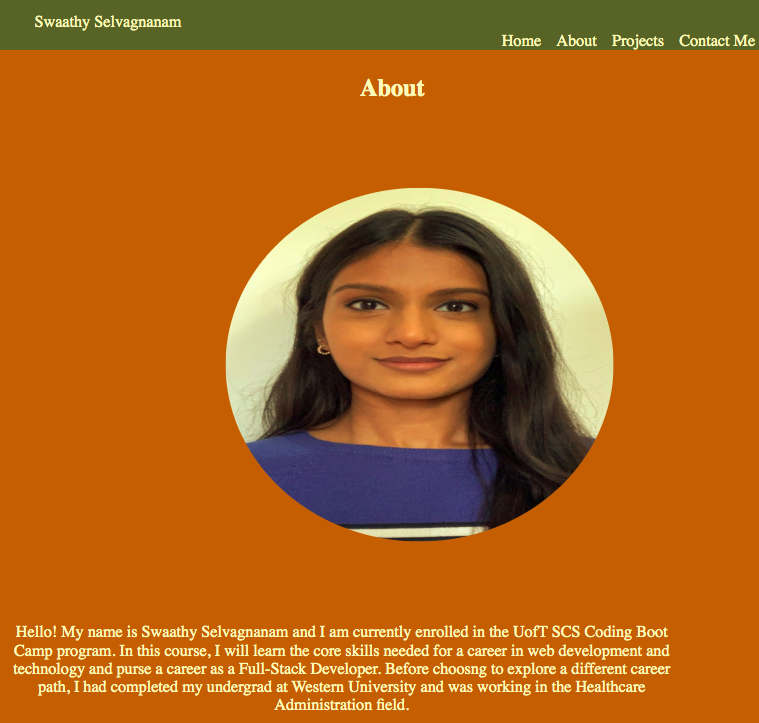 Swaathy Selvagnanam
Home About Projects Contact Me
About
Hello! My name is Swaathy Selvagnanam and I am currently enrolled in the UofT SCS Coding Boot
Camp program. In this course, I will learn the core skills needed for a career in web development and
technology and purse a career as a Full-Stack Developer. Before choosng to explore a different career
path, I had completed my undergrad at Western University and was working in the Healthcare
Administration field.